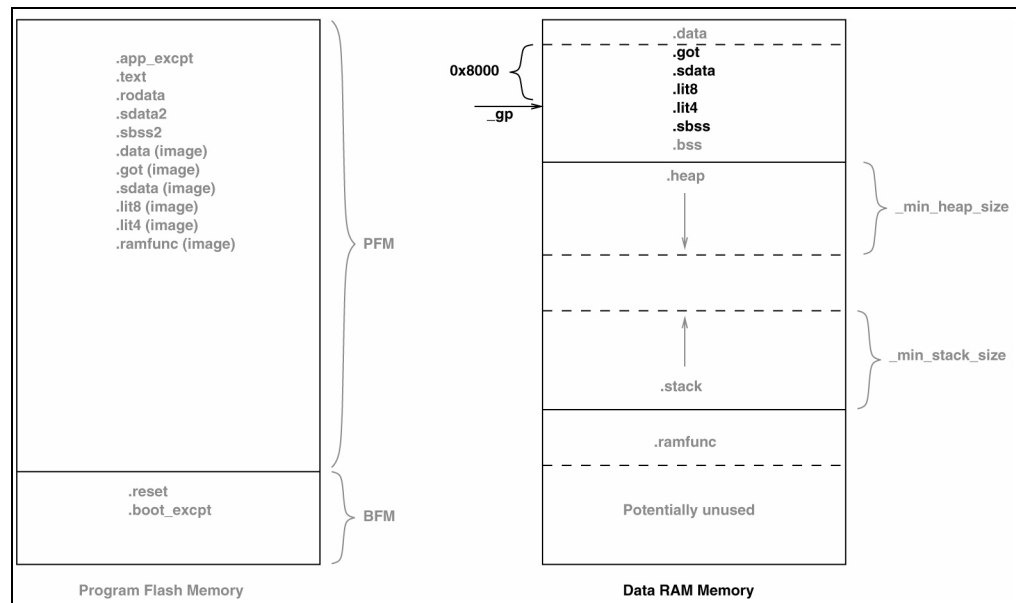 .app_excpt
.text
.rodata
.sdata2
.sbss2
.data (image)
.got (image)
.sdata (image)
.lit8 (image)
.lit4 (image)
.ramfunc (image)
PFM
.reset
.boot_excpt
BFM
Program Flash Memory
.data
.got
.sdata
.lit8
.lit4
.sbss
.bss
0x8000
_gp
.heap
_min_heap_size
_min_stack_size
.stack
.ramfunc
Potentially unused
Data RAM Memory